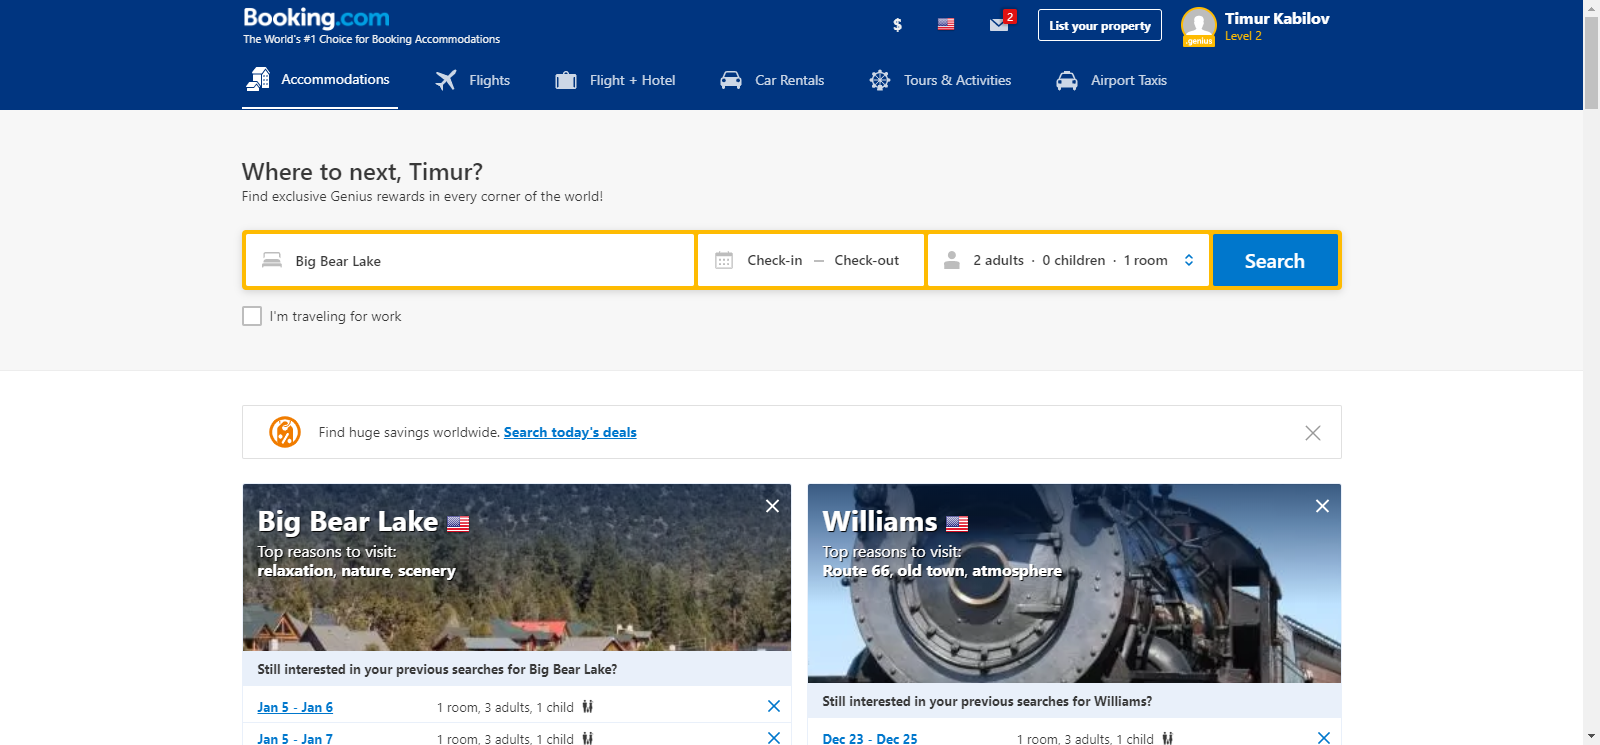 Booking.com
The World's #1 Choice for Booking Accommodations
$
2
List your property
.genius
Timur Kabilov
Level 2
Accommodations
Flights
Flight + Hotel
Car Rentals
Tours & Activities
Airport Taxis
Where to next, Timur?
Find exclusive Genius rewards in every corner of the world!
Big Bear Lake
Check-in — Check-out
2 adults · 0 children · 1 room
Search
I'm traveling for work
Find huge savings worldwide. Search today's deals
Big Bear Lake
Top reasons to visit:
relaxation, nature, scenery
Still interested in your previous searches for Big Bear Lake?
Jan 5 - Jan 6 1 room, 3 adults, 1 child
Jan 5 - Jan 7 1 room, 3 adults, 1 child
Williams
Top reasons to visit:
Route 66, old town, atmosphere
Still interested in your previous searches for Williams?
Dec 23 - Dec 25 1 room, 3 adults, 1 child